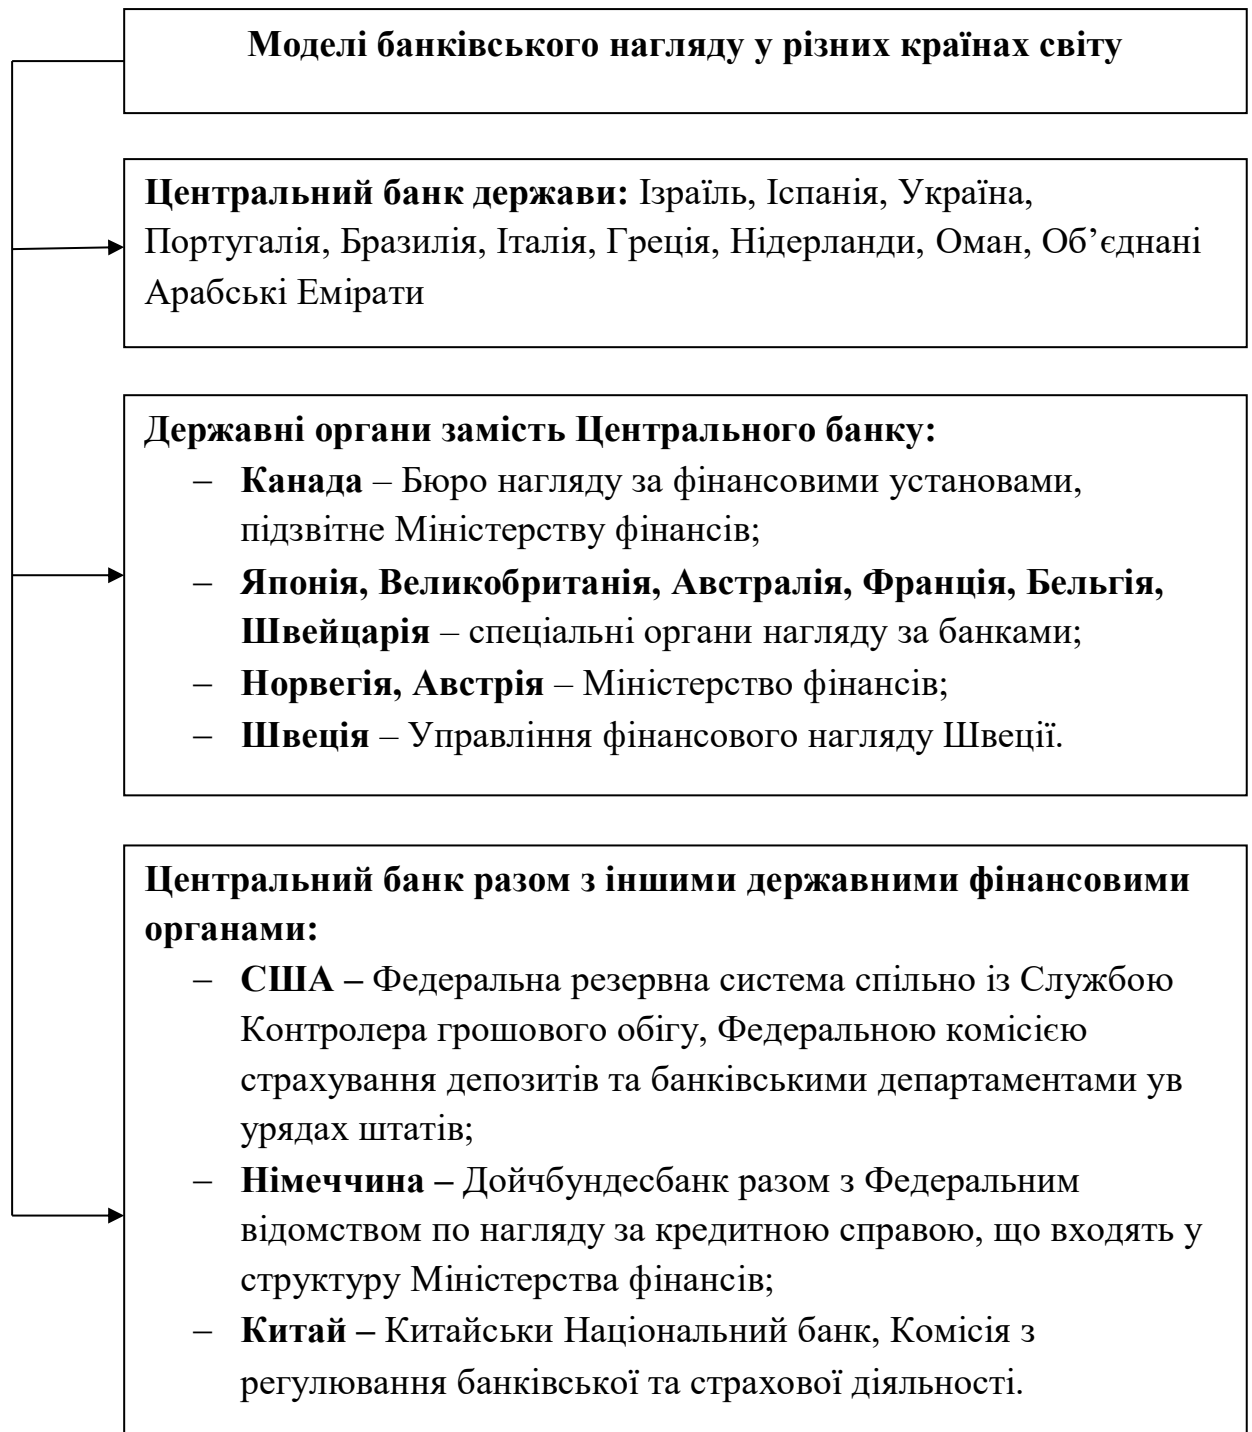 Моделі банківського нагляду у різних країнах світу
Центральний банк держави: Ізраїль, Іспанія, Україна,
Португалія, Бразилія, Італія, Греція, Нідерланди, Оман, Об’єднані
Арабські Емірати
Державні органи замість Центрального банку:
– Канада – Бюро нагляду за фінансовими установами,
підзвітне Міністерству фінансів;
– Японія, Великобританія, Австралія, Франція, Бельгія,
Швейцарія – спеціальні органи нагляду за банками;
– Норвегія, Австрія – Міністерство фінансів;
– Швеція – Управління фінансового нагляду Швеції.
Центральний банк разом з іншими державними фінансовими
органами:
– США – Федеральна резервна система спільно із Службою
Контролера грошового обігу, Федеральною комісією
страхування депозитів та банківськими департаментами ув
урядах штатів;
– Німеччина – Дойчбундесбанк разом з Федеральним
відомством по нагляду за кредитною справою, що входять у
структуру Міністерства фінансів;
– Китай – Китайськи Національний банк, Комісія з
регулювання банківської та страхової діяльності.